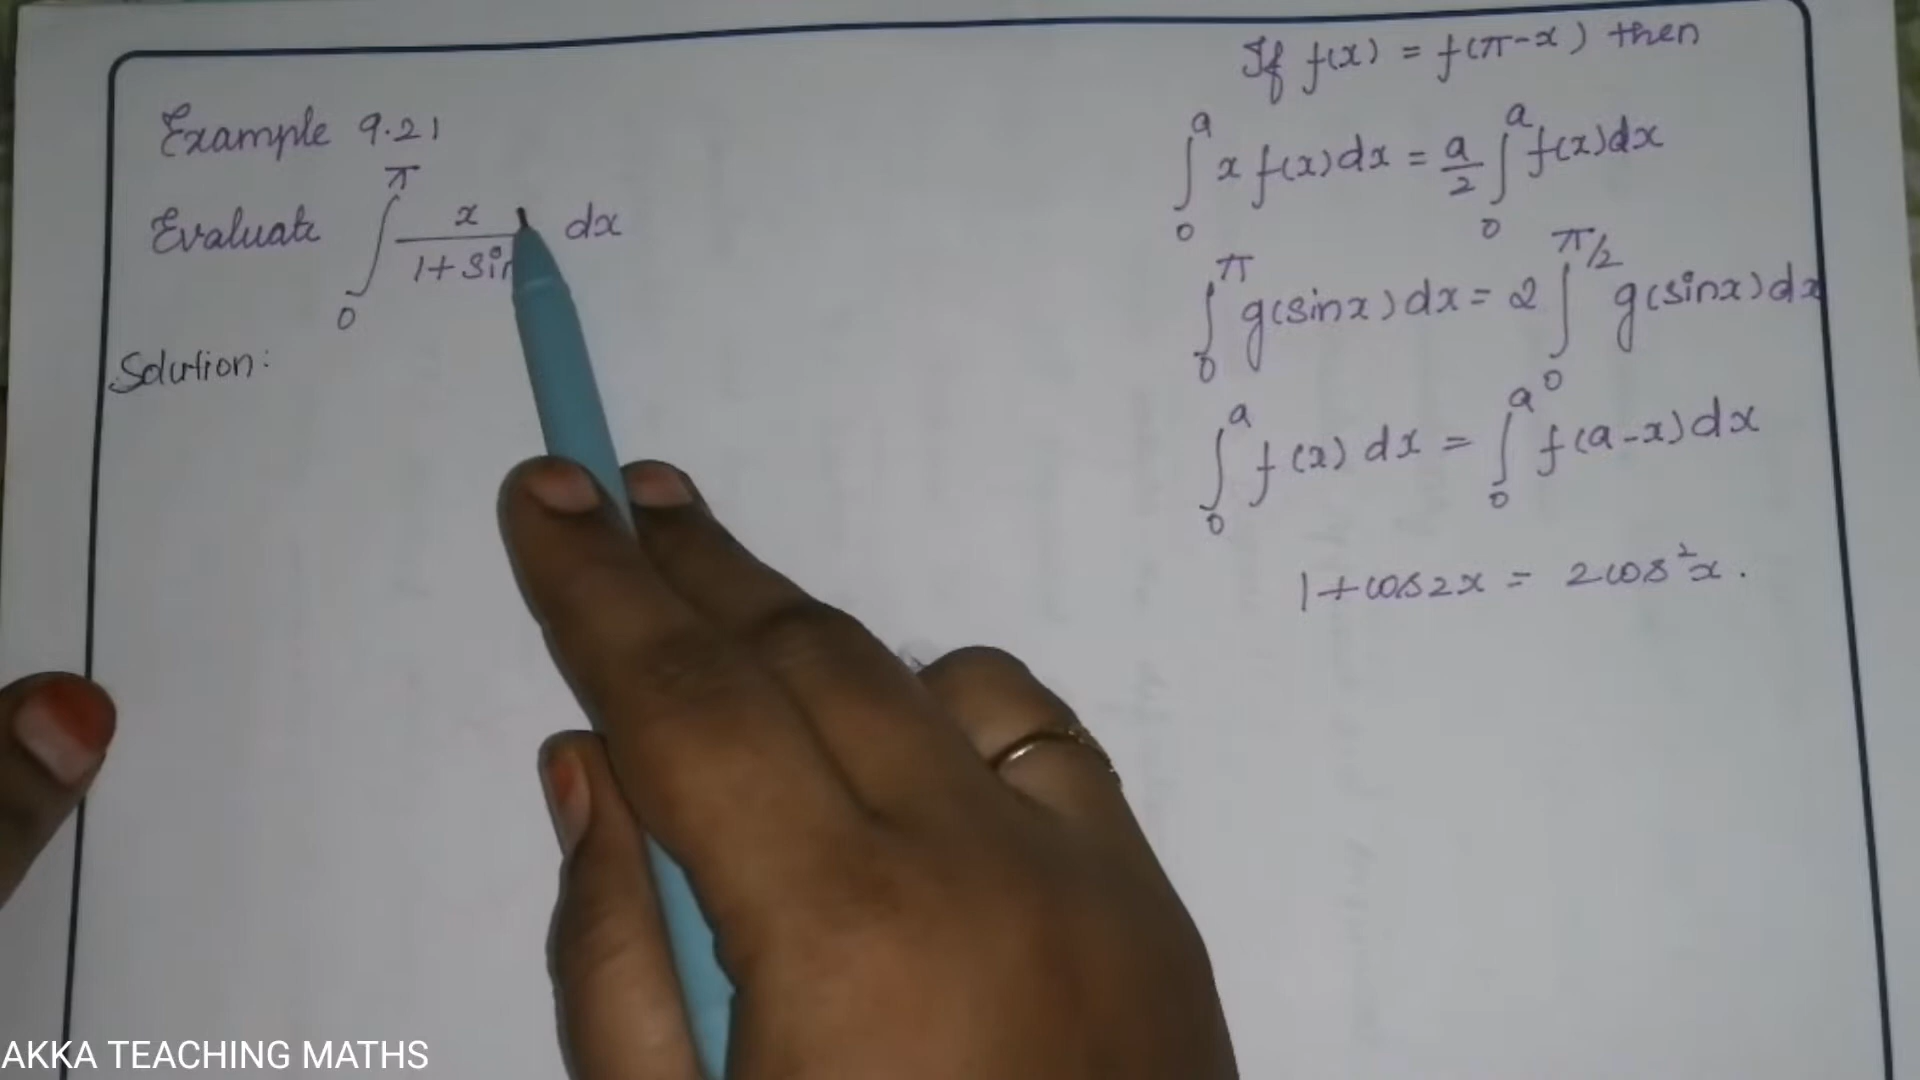 Example 9.21
Evaluate ∫₀^π x / (1 + sin dx
Solution:
If f(x) = f(π-x) then
∫₀^a x f(x) dx = a/2 ∫₀^a f(x) dx
∫₀^π g(sinx) dx = 2 ∫₀^(π/2) g(sinx) dx
∫₀^a f(x) dx = ∫₀^a f(a-x) dx
1 + cos2x = 2cos²x.
AKKA TEACHING MATHS